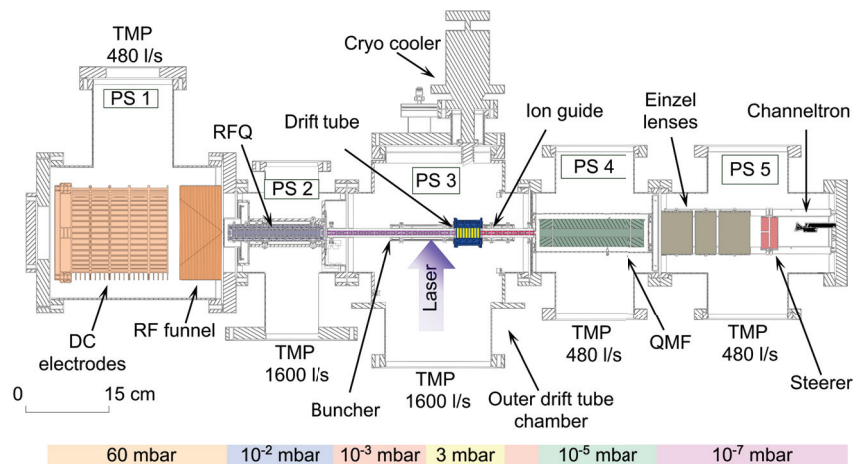 TMP
480 l/s
PS 1
Cryo cooler
Drift tube
RFQ
PS 2
PS 3
Ion guide
Einzel
lenses
Channeltron
PS 4
PS 5
Laser
DC
electrodes
RF funnel
TMP
1600 l/s
Buncher
TMP
1600 l/s
Outer drift tube
chamber
TMP
480 l/s
QMF
TMP
480 l/s
Steerer
0 15 cm
60 mbar 10⁻² mbar 10⁻³ mbar 3 mbar 10⁻⁵ mbar 10⁻⁷ mbar